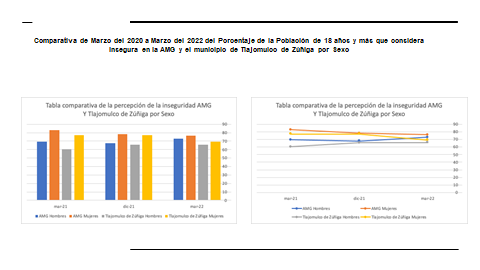 Comparativa de Marzo del 2020 a Marzo del 2022 del Porcentaje de la Población de 18 años y más que considera
Insegura en la AMG y el municipio de Tlajomulco de Zúñiga por Sexo
Tabla comparativa de la percepción de la inseguridad AMG
Y Tlajomulco de Zúñiga por Sexo
90
80
70
60
50
40
30
20
10
0
mar-21 dic-21 mar-22
AMG Hombres AMG Mujeres Tlajomulco de Zúñiga Hombres Tlajomulco de Zúñiga Mujeres
Tabla comparativa de la percepción de la inseguridad AMG
Y Tlajomulco de Zúñiga por Sexo
90
80
70
60
50
40
30
20
10
0
mar-21 dic-21 mar-22
AMG Hombres AMG Mujeres
Tlajomulco de Zúñiga Hombres Tlajomulco de Zúñiga Mujeres